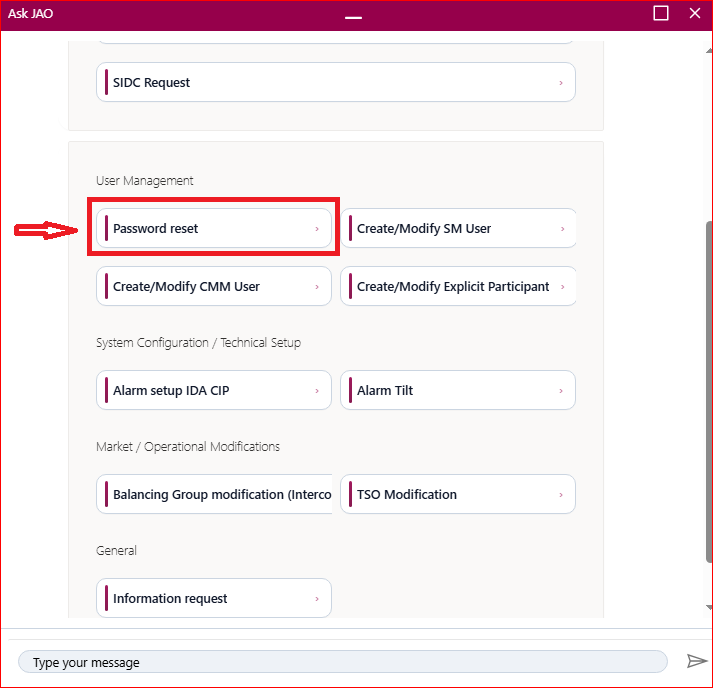 Ask JAO
SIDC Request
User Management
Password reset
Create/Modify SM User
Create/Modify CMM User
Create/Modify Explicit Participant
System Configuration / Technical Setup
Alarm setup IDA CIP
Alarm Tilt
Market / Operational Modifications
Balancing Group modification (Interco
TSO Modification
General
Information request
Type your message